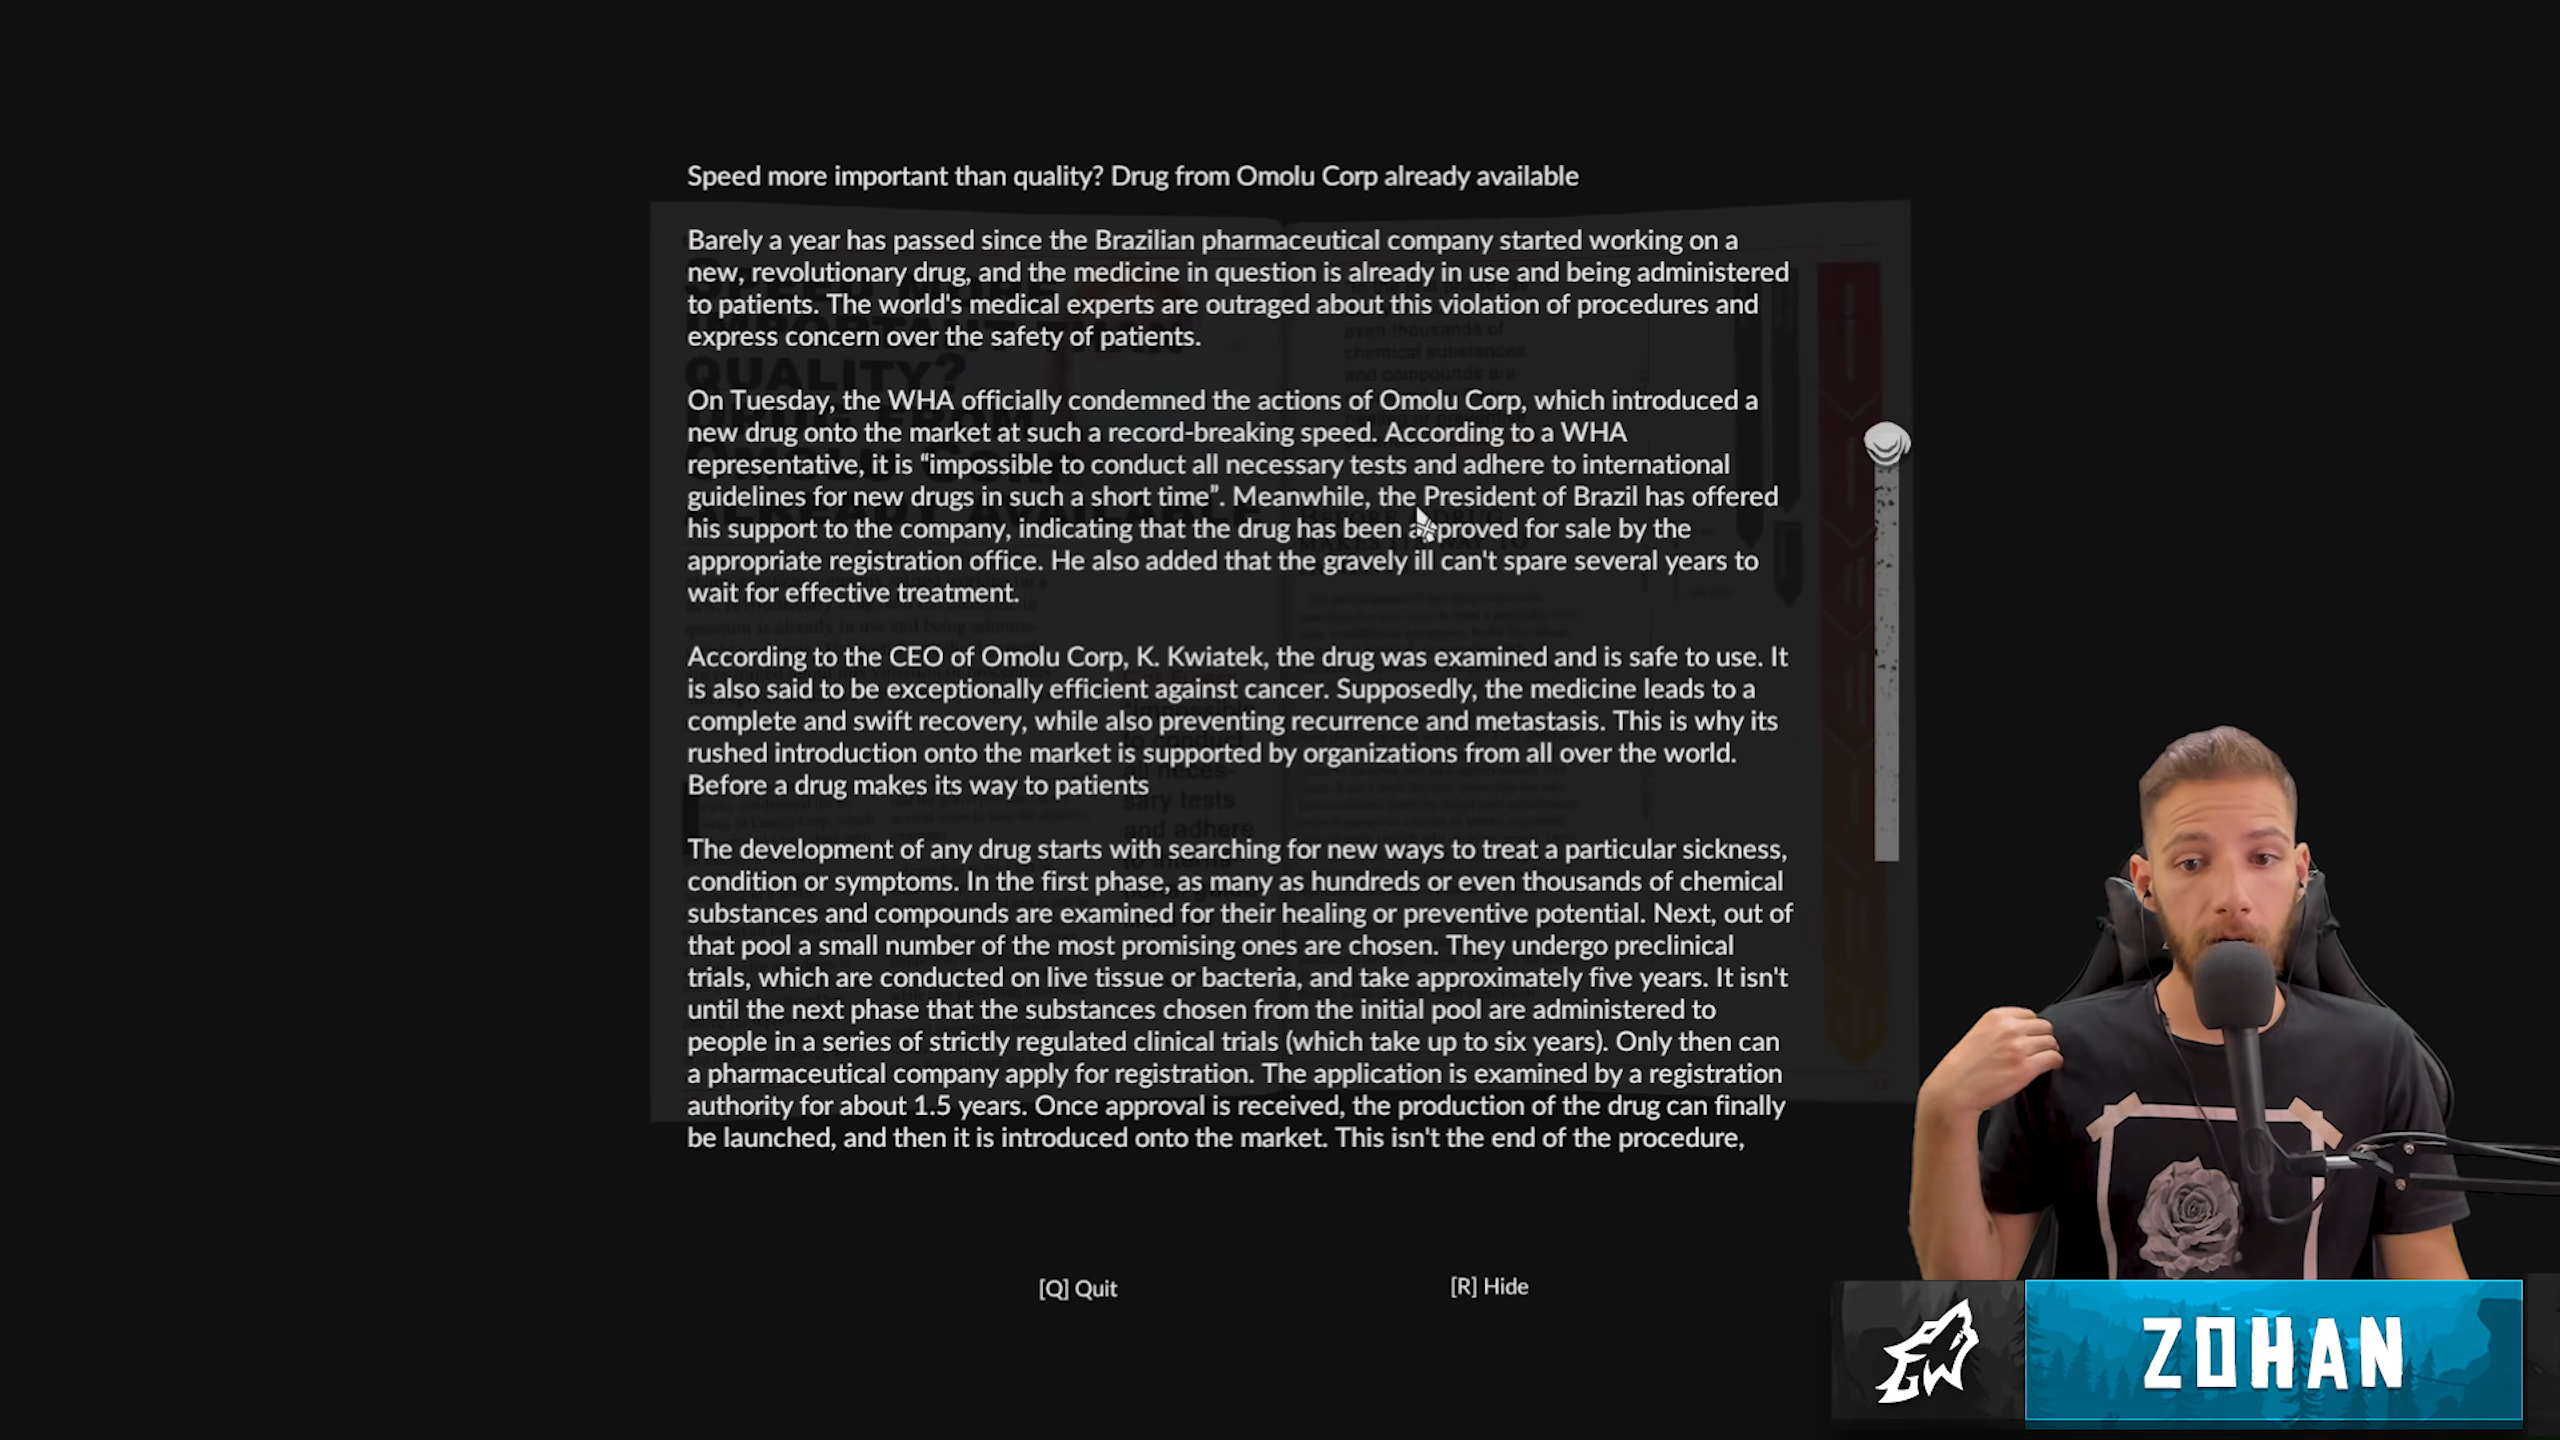 Speed more important than quality? Drug from Omolu Corp already available
Barely a year has passed since the Brazilian pharmaceutical company started working on a
new, revolutionary drug, and the medicine in question is already in use and being administered
to patients. The world's medical experts are outraged about this violation of procedures and
express concern over the safety of patients.
On Tuesday, the WHA officially condemned the actions of Omolu Corp, which introduced a
new drug onto the market at such a record-breaking speed. According to a WHA
representative, it is “impossible to conduct all necessary tests and adhere to international
guidelines for new drugs in such a short time”. Meanwhile, the President of Brazil has offered
his support to the company, indicating that the drug has been approved for sale by the
appropriate registration office. He also added that the gravely ill can't spare several years to
wait for effective treatment.
According to the CEO of Omolu Corp, K. Kwiatek, the drug was examined and is safe to use. It
is also said to be exceptionally efficient against cancer. Supposedly, the medicine leads to a
complete and swift recovery, while also preventing recurrence and metastasis. This is why its
rushed introduction onto the market is supported by organizations from all over the world.
Before a drug makes its way to patients
The development of any drug starts with searching for new ways to treat a particular sickness,
condition or symptoms. In the first phase, as many as hundreds or even thousands of chemical
substances and compounds are examined for their healing or preventive potential. Next, out of
that pool a small number of the most promising ones are chosen. They undergo preclinical
trials, which are conducted on live tissue or bacteria, and take approximately five years. It isn't
until the next phase that the substances chosen from the initial pool are administered to
people in a series of strictly regulated clinical trials (which take up to six years). Only then can
a pharmaceutical company apply for registration. The application is examined by a registration
authority for about 1.5 years. Once approval is received, the production of the drug can finally
be launched, and then it is introduced onto the market. This isn't the end of the procedure,
[Q] Quit
[R] Hide
ZOHAN